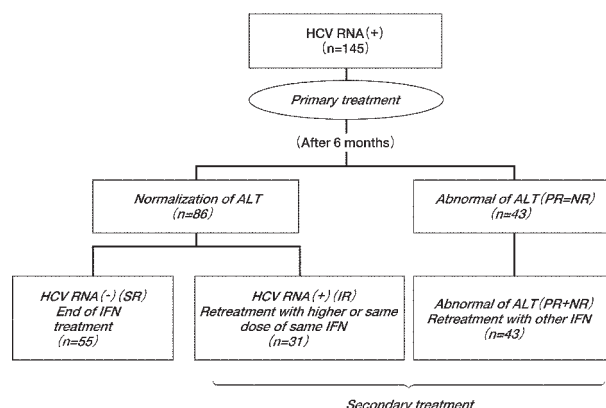 HCV RNA(+)
(n=145)
Primary treatment
(After 6 months)
Normalization of ALT
(n=86)
Abnormal of ALT(PR=NR)
(n=43)
HCV RNA(-)(SR)
End of IFN
treatment
(n=55)
HCV RNA(+)(IR)
Retreatment with higher or same
dose of same IFN
(n=31)
Abnormal of ALT(PR+NR)
Retreatment with other IFN
(n=43)
Secondary treatment